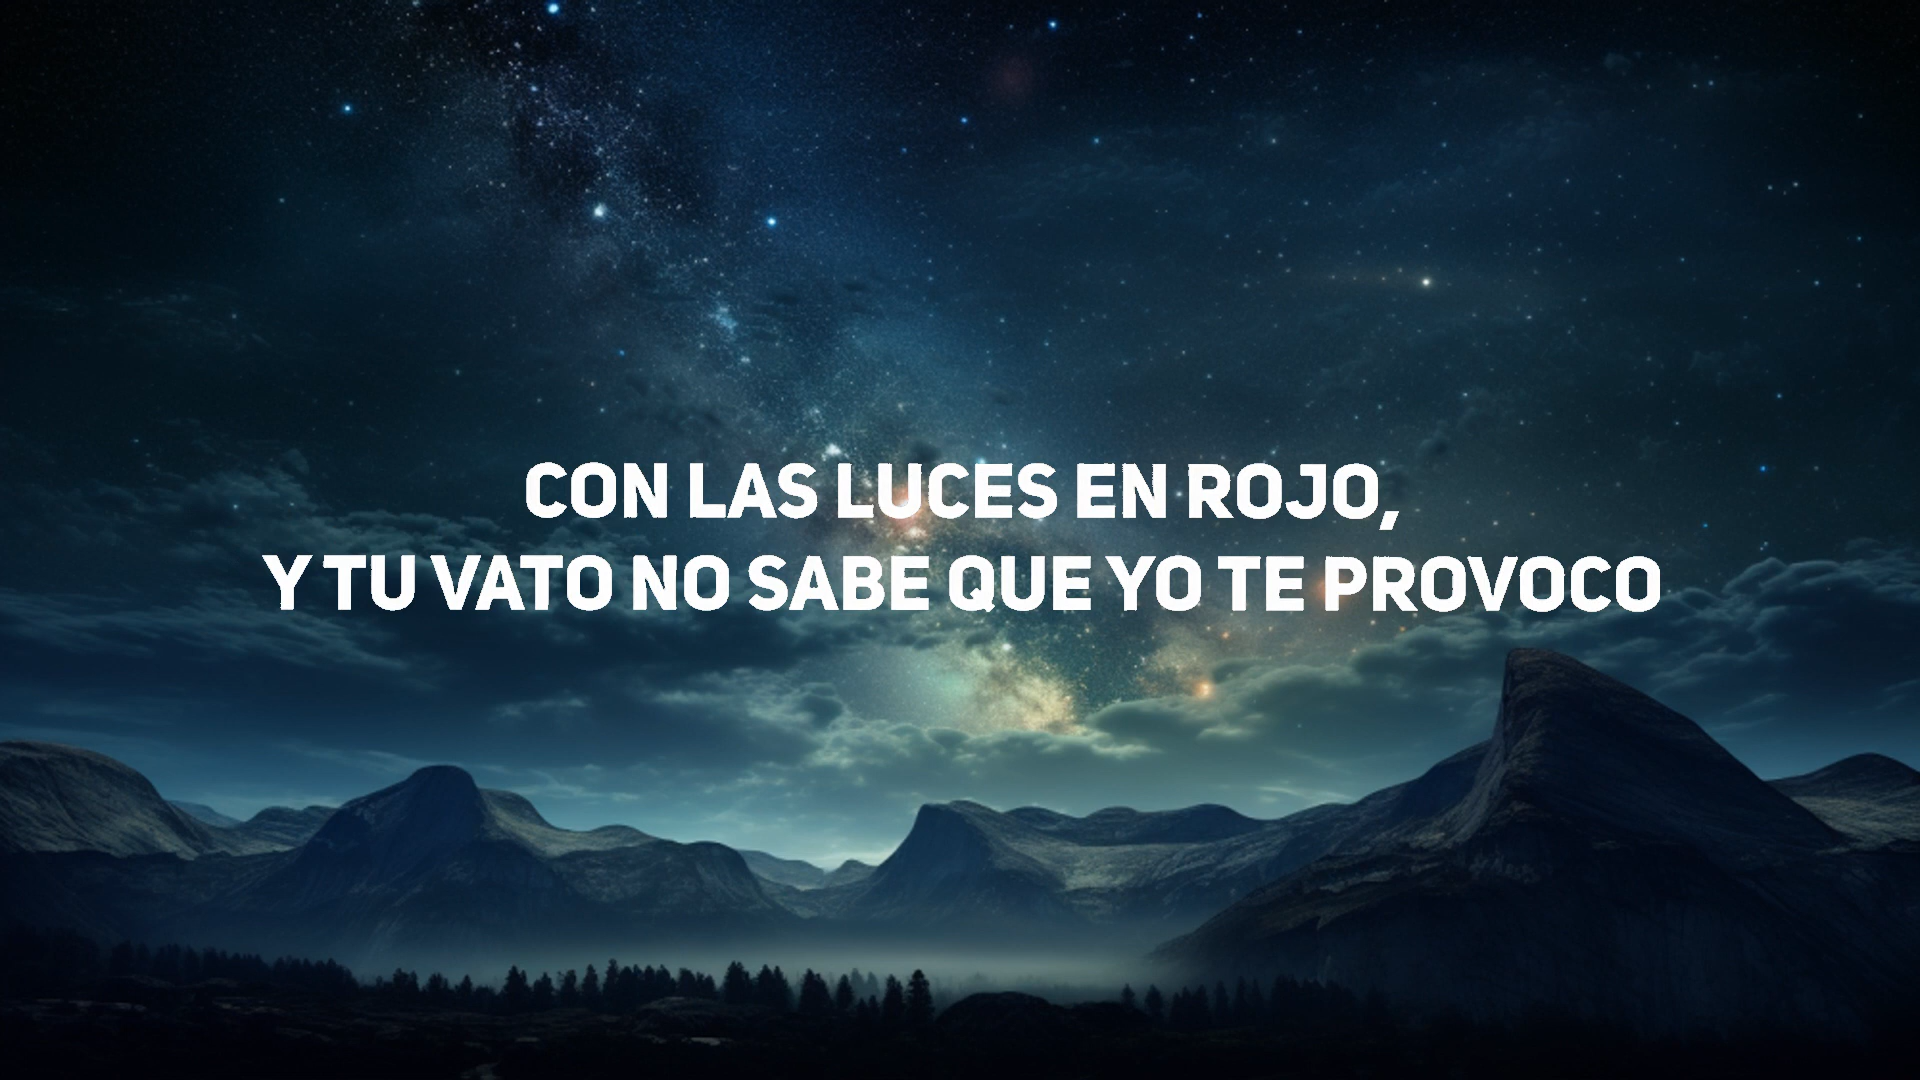 CON LAS LUCES EN ROJO,
Y TU VATO NO SABE QUE YO TE PROVOCO